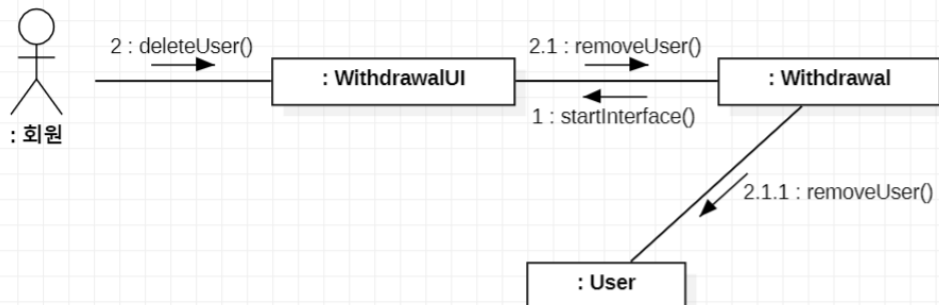 2 : deleteUser()
2.1 : removeUser()
: WithdrawalUI
: Withdrawal
1 : startInterface()
: 회원
2.1.1 : removeUser()
: User